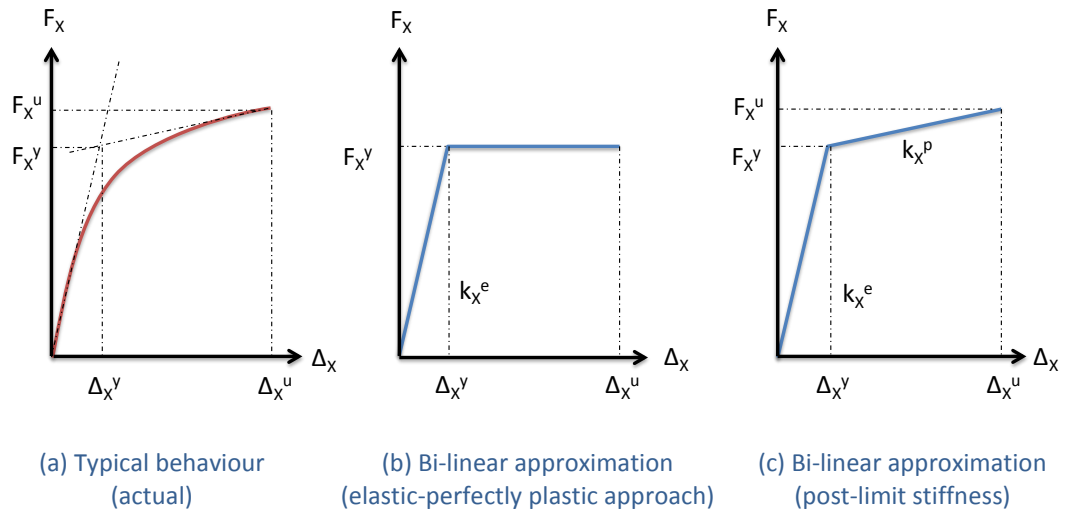 F_X
F_X^u
F_X^y
Δ_X
Δ_X^y
Δ_X^u
(a) Typical behaviour
(actual)
F_X
F_X^y
k_X^e
Δ_X
Δ_X^y
Δ_X^u
(b) Bi-linear approximation
(elastic-perfectly plastic approach)
F_X
F_X^u
F_X^y
k_X^p
k_X^e
Δ_X
Δ_X^y
Δ_X^u
(c) Bi-linear approximation
(post-limit stiffness)